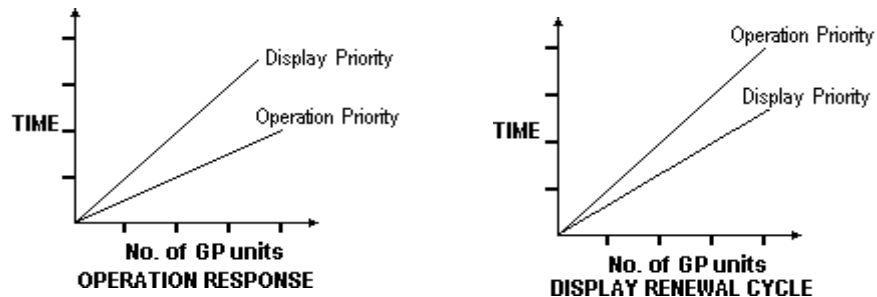 Display Priority
Operation Priority
TIME
No. of GP units
OPERATION RESPONSE
Operation Priority
Display Priority
TIME
No. of GP units
DISPLAY RENEWAL CYCLE